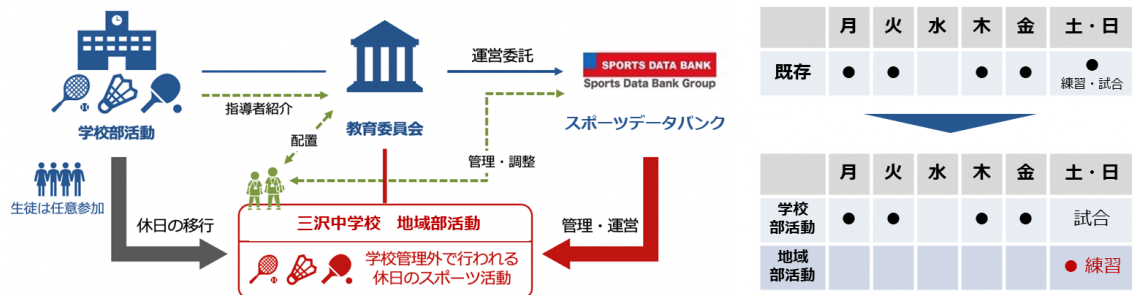 学校部活動
指導者紹介
教育委員会
運営委託
SPORTS DATA BANK
Sports Data Bank Group
スポーツデータバンク
配置
管理・調整
生徒は任意参加
休日の移行
三沢中学校 地域部活動
学校管理外で行われる
休日のスポーツ活動
管理・運営
月 火 水 木 金 土・日
既存 ● ● ● ● ●
練習・試合
月 火 水 木 金 土・日
学校
部活動 ● ● ● ● 試合
地域
部活動 ● 練習